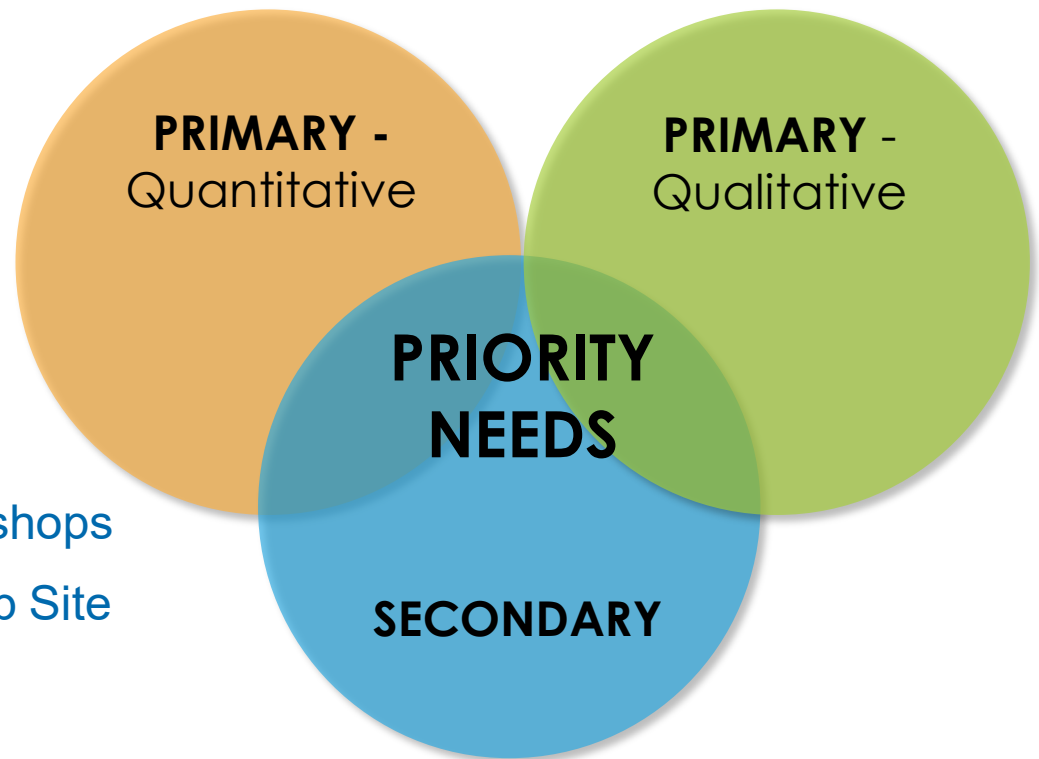 PRIMARY -
Quantitative
PRIMARY -
Qualitative
PRIORITY
NEEDS
shops
Site
SECONDARY